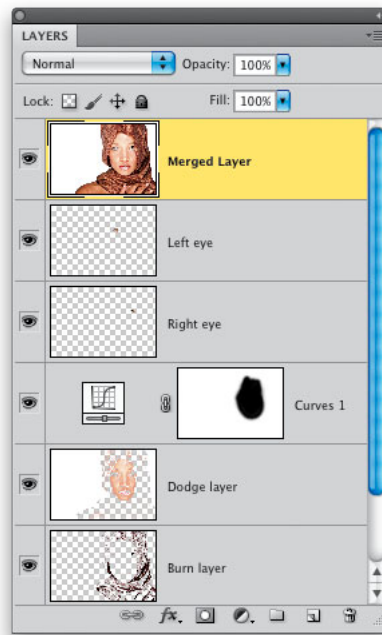 LAYERS
Normal Opacity: 100%
Lock: Fill: 100%
Merged Layer
Left eye
Right eye
Curves 1
Dodge layer
Burn layer
fx.